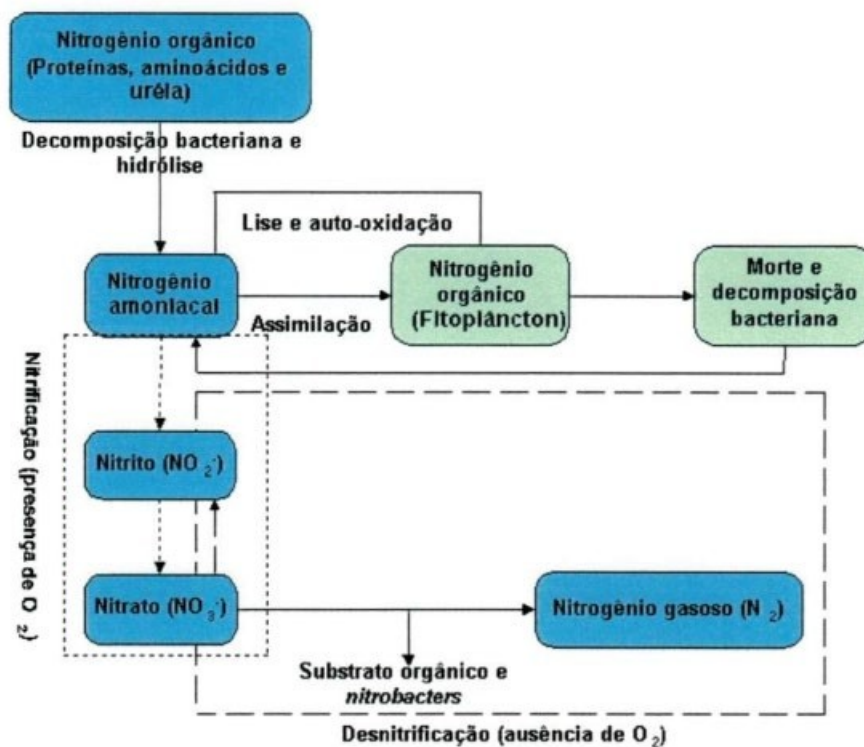 Nitrogênio orgânico
(Proteínas, aminoácidos e
uréia)
Decomposição bacteriana e
hidrólise
Lise e auto-oxidação
Nitrogênio
amoniacal
Assimilação
Nitrogênio
orgânico
(Fitoplâncton)
Morte e
decomposição
bacteriana
Nitrificação (presença de O₂)
Nitrito (NO₂⁻)
Nitrato (NO₃⁻)
Nitrogênio gasoso (N₂)
Substrato orgânico e
nitrobacters
Desnitrificação (ausência de O₂)